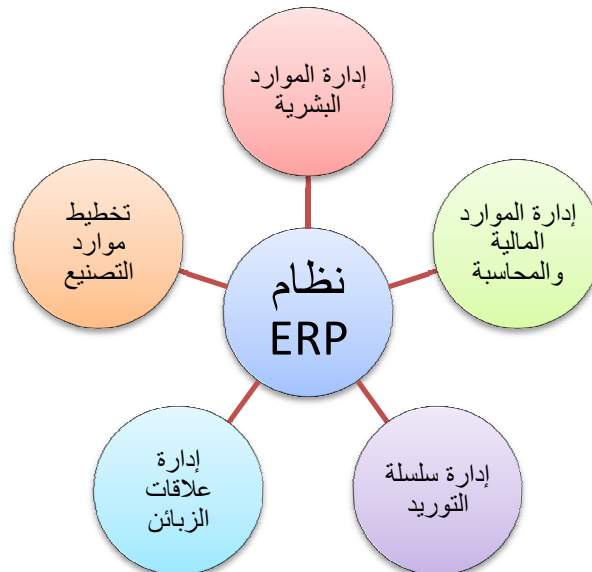 إدارة الموارد
البشرية
إدارة الموارد
المالية
والمحاسبة
تخطيط
موارد
التصنيع
نظام
ERP
إدارة سلسلة
التوريد
إدارة
علاقات
الزبائن